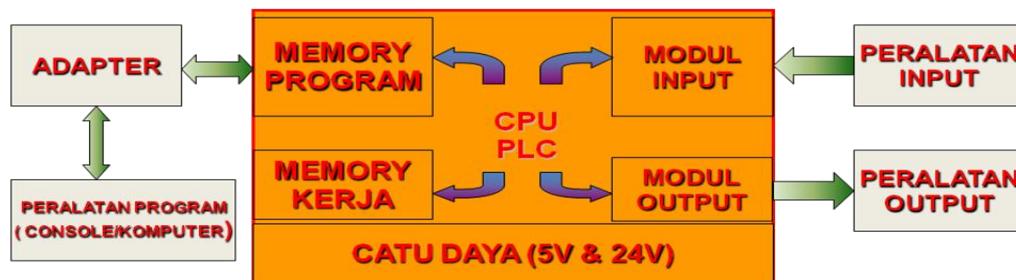 ADAPTER
PERALATAN PROGRAM
( CONSOLE/KOMPUTER)
MEMORY
PROGRAM
MEMORY
KERJA
CPU
PLC
MODUL
INPUT
MODUL
OUTPUT
CATU DAYA (5V & 24V)
PERALATAN
INPUT
PERALATAN
OUTPUT